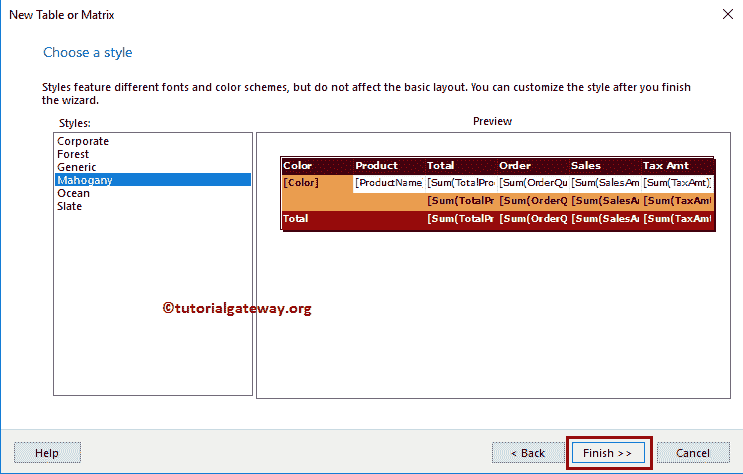 New Table or Matrix
Choose a style
Styles feature different fonts and color schemes, but do not affect the basic layout. You can customize the style after you finish
the wizard.
Styles:
Preview
Corporate
Forest
Generic
Mahogany
Ocean
Slate
Color Product Total Order Sales Tax Amt
[Color] [ProductName [Sum(TotalPro [Sum(OrderQu [Sum(SalesAm [Sum(TaxAmt)]
[Sum(TotalPr [Sum(OrderQ [Sum(SalesA [Sum(TaxAmt
Total [Sum(TotalPr [Sum(OrderQ [Sum(SalesA [Sum(TaxAmt
©tutorialgateway.org
Help < Back Finish >> Cancel